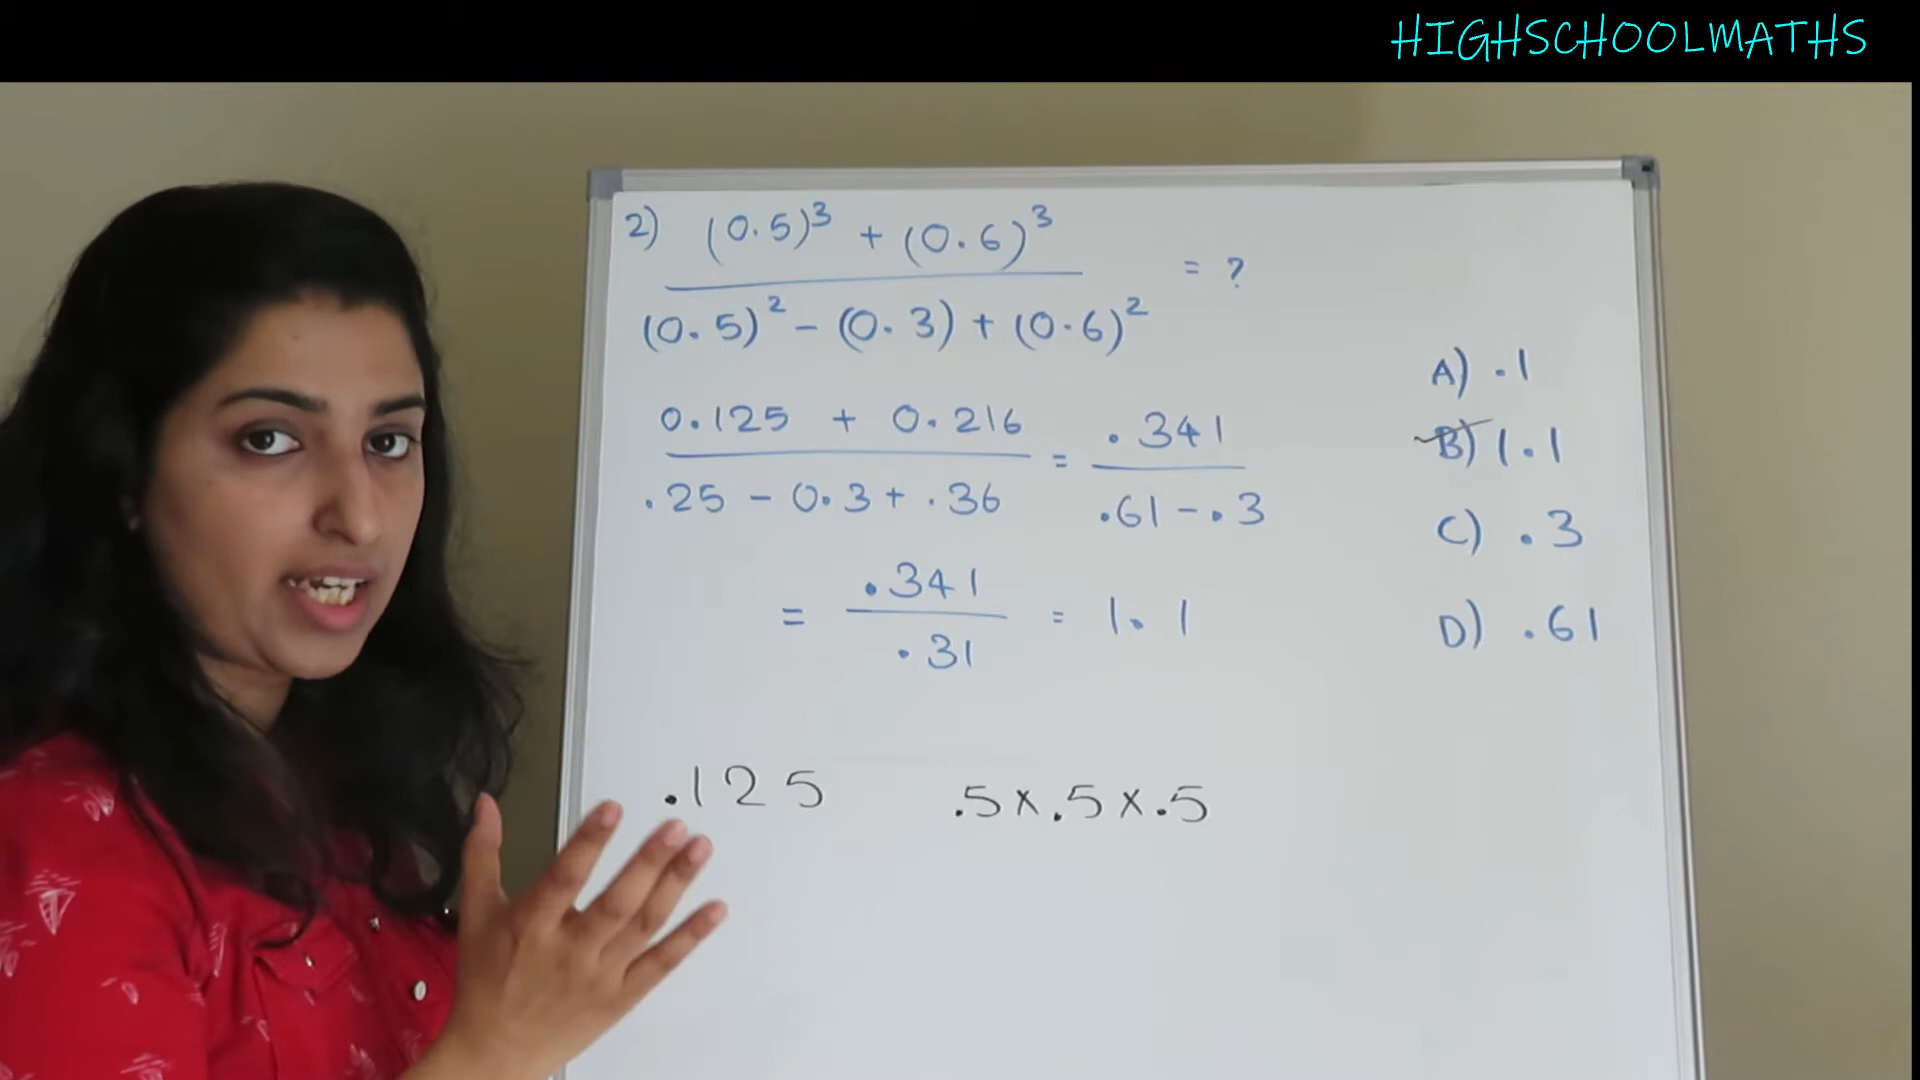 HIGHSCHOOLMATHS
2) (0.5)³ + (0.6)³
= ?
(0.5)² - (0.3) + (0.6)²
A) .1
0.125 + 0.216 = .341
.25 - 0.3 + .36 .61 - .3
B) 1.1
C) .3
= .341 = 1.1
.31
D) .61
.125 .5 x .5 x .5